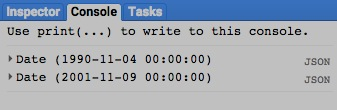 Inspector Console Tasks
Use print(...) to write to this console.
Date (1990-11-04 00:00:00) JSON
Date (2001-11-09 00:00:00) JSON